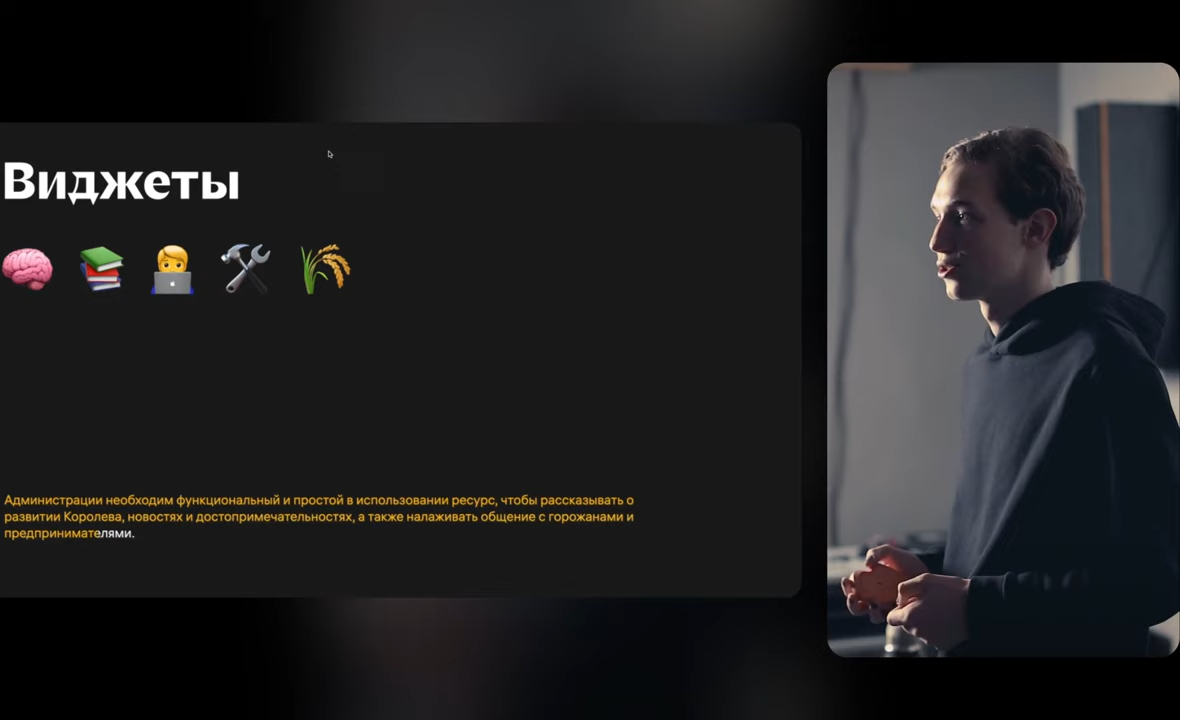 Виджеты
Администрации необходим функциональный и простой в использовании ресурс, чтобы рассказывать о
развитии Королева, новостях и достопримечательностях, а также налаживать общение с горожанами и
предпринимателями.